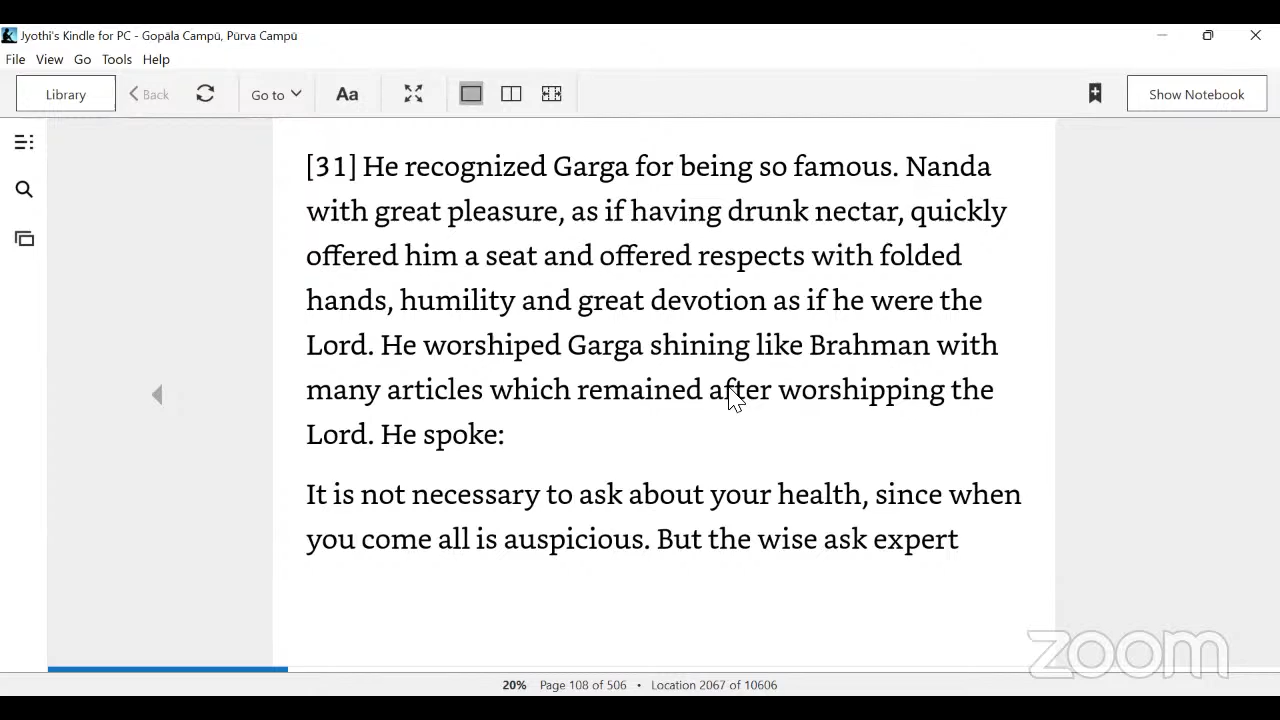 Jyothi's Kindle for PC - Gopāla Campū, Pūrva Campū
File View Go Tools Help
Library
Back
Go to
Aa
Show Notebook
[31] He recognized Garga for being so famous. Nanda
with great pleasure, as if having drunk nectar, quickly
offered him a seat and offered respects with folded
hands, humility and great devotion as if he were the
Lord. He worshiped Garga shining like Brahman with
many articles which remained after worshipping the
Lord. He spoke:
It is not necessary to ask about your health, since when
you come all is auspicious. But the wise ask expert
zoom
20% Page 108 of 506 • Location 2067 of 10606